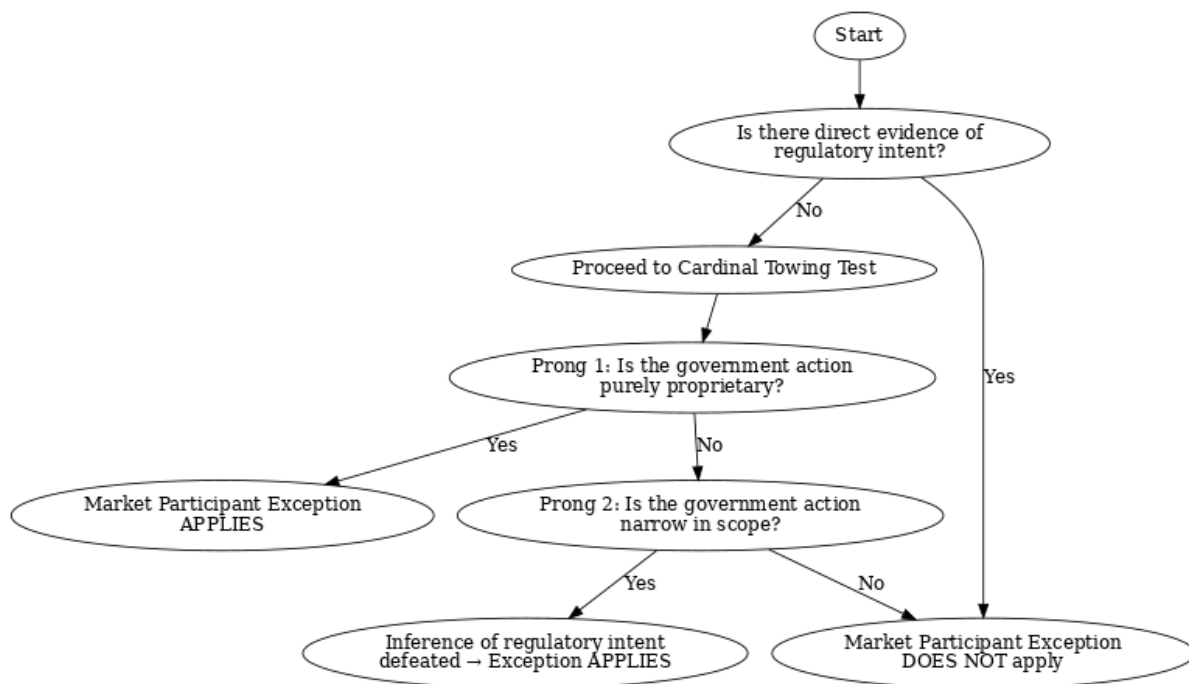 Start
Is there direct evidence of
regulatory intent?
No
Proceed to Cardinal Towing Test
Prong 1: Is the government action
purely proprietary?
Yes
Yes
No
Market Participant Exception
APPLIES
Prong 2: Is the government action
narrow in scope?
Yes
No
Inference of regulatory intent
defeated → Exception APPLIES
Market Participant Exception
DOES NOT apply